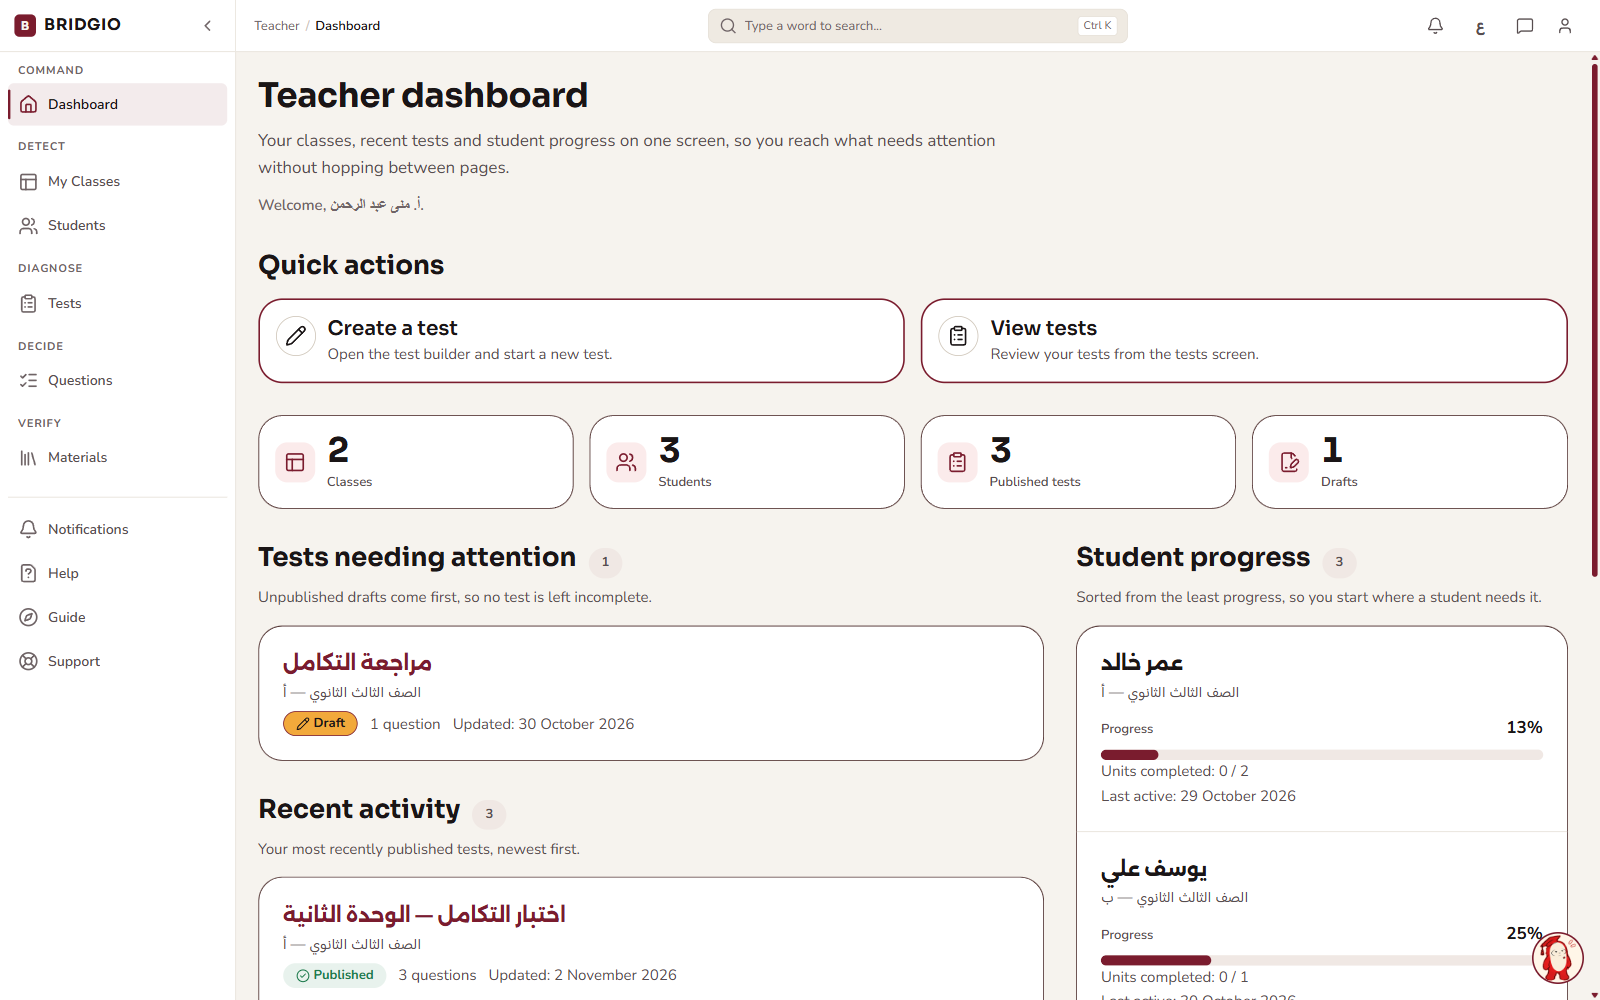 B BRIDGIO
COMMAND
Dashboard
DETECT
My Classes
Students
DIAGNOSE
Tests
DECIDE
Questions
VERIFY
Materials
Notifications
Help
Guide
Support
Teacher / Dashboard
Type a word to search...
Ctrl K
ع
Teacher dashboard
Your classes, recent tests and student progress on one screen, so you reach what needs attention
without hopping between pages.
Welcome, أ. منى عبد الرحمن.
Quick actions
Create a test
Open the test builder and start a new test.
View tests
Review your tests from the tests screen.
2
Classes
3
Students
3
Published tests
1
Drafts
Tests needing attention 1
Unpublished drafts come first, so no test is left incomplete.
مراجعة التكامل
الصف الثالث الثانوي — أ
Draft 1 question Updated: 30 October 2026
Recent activity 3
Your most recently published tests, newest first.
اختبار التكامل — الوحدة الثانية
الصف الثالث الثانوي — أ
Published 3 questions Updated: 2 November 2026
Student progress 3
Sorted from the least progress, so you start where a student needs it.
عمر خالد
الصف الثالث الثانوي — أ
Progress 13%
Units completed: 0 / 2
Last active: 29 October 2026
يوسف علي
الصف الثالث الثانوي — ب
Progress 25%
Units completed: 0 / 1
Last active: 30 October 2026